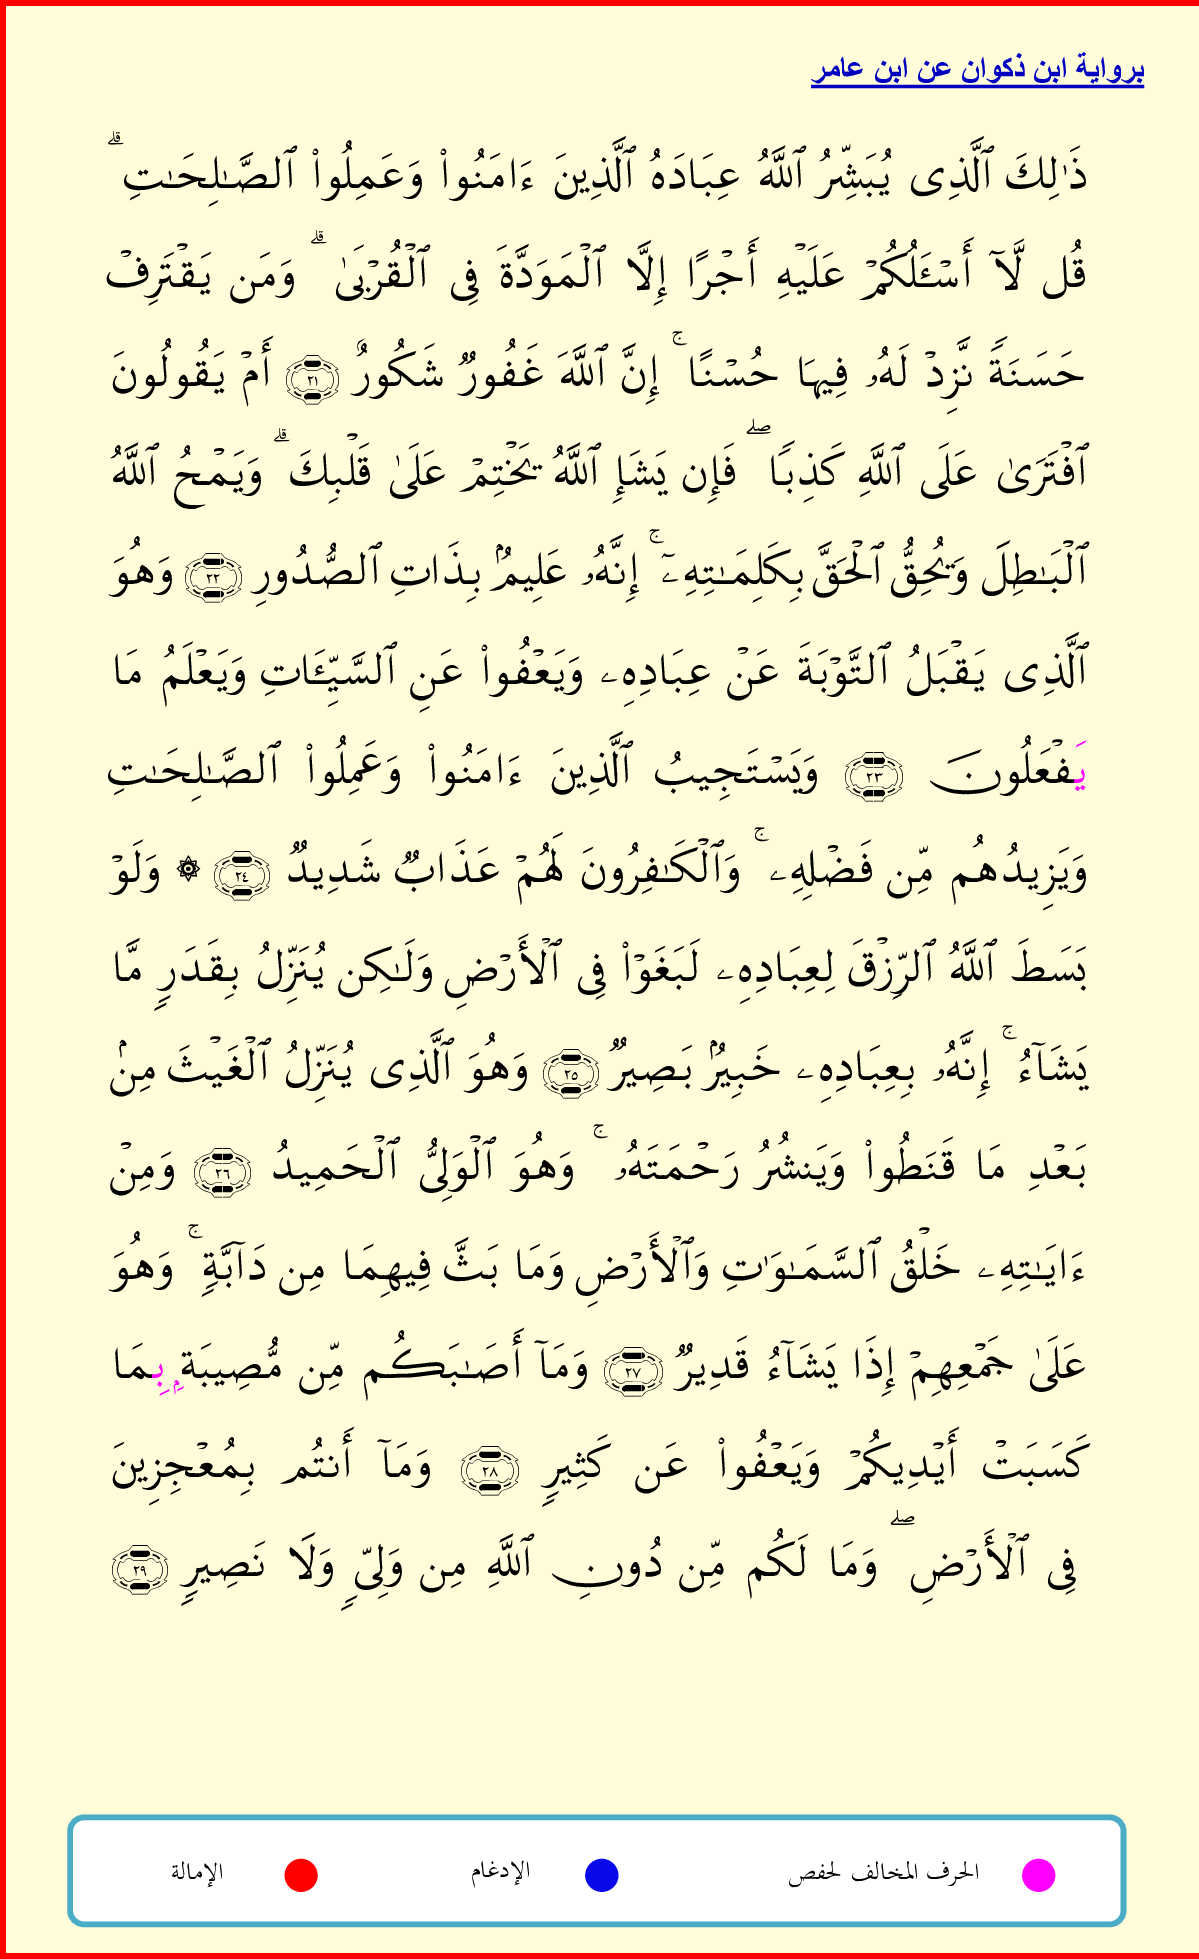 برواية ابن ذكوان عن ابن عامر
ذَٰلِكَ ٱلَّذِى يُبَشِّرُ ٱللَّهُ عِبَادَهُ ٱلَّذِينَ ءَامَنُوا۟ وَعَمِلُوا۟ ٱلصَّـٰلِحَـٰتِ ۗ
قُل لَّآ أَسْـَٔلُكُمْ عَلَيْهِ أَجْرًا إِلَّا ٱلْمَوَدَّةَ فِى ٱلْقُرْبَىٰ ۗ وَمَن يَقْتَرِفْ
حَسَنَةً نَّزِدْ لَهُۥ فِيهَا حُسْنًا ۚ إِنَّ ٱللَّهَ غَفُورٌ شَكُورٌ ٢١ أَمْ يَقُولُونَ
ٱفْتَرَىٰ عَلَى ٱللَّهِ كَذِبًا ۖ فَإِن يَشَإِ ٱللَّهُ يَخْتِمْ عَلَىٰ قَلْبِكَ ۗ وَيَمْحُ ٱللَّهُ
ٱلْبَـٰطِلَ وَيُحِقُّ ٱلْحَقَّ بِكَلِمَـٰتِهِۦٓ ۚ إِنَّهُۥ عَلِيمٌۢ بِذَاتِ ٱلصُّدُورِ ٢٢ وَهُوَ
ٱلَّذِى يَقْبَلُ ٱلتَّوْبَةَ عَنْ عِبَادِهِۦ وَيَعْفُوا۟ عَنِ ٱلسَّيِّـَٔاتِ وَيَعْلَمُ مَا
يَفْعَلُونَ ٢٣ وَيَسْتَجِيبُ ٱلَّذِينَ ءَامَنُوا۟ وَعَمِلُوا۟ ٱلصَّـٰلِحَـٰتِ
وَيَزِيدُهُم مِّن فَضْلِهِۦ ۚ وَٱلْكَـٰفِرُونَ لَهُمْ عَذَابٌ شَدِيدٌ ٢٤ ۞ وَلَوْ
بَسَطَ ٱللَّهُ ٱلرِّزْقَ لِعِبَادِهِۦ لَبَغَوْا۟ فِى ٱلْأَرْضِ وَلَـٰكِن يُنَزِّلُ بِقَدَرٍ مَّا
يَشَآءُ ۚ إِنَّهُۥ بِعِبَادِهِۦ خَبِيرٌۢ بَصِيرٌ ٢٥ وَهُوَ ٱلَّذِى يُنَزِّلُ ٱلْغَيْثَ مِنۢ
بَعْدِ مَا قَنَطُوا۟ وَيَنشُرُ رَحْمَتَهُۥ ۚ وَهُوَ ٱلْوَلِىُّ ٱلْحَمِيدُ ٢٦ وَمِنْ
ءَايَـٰتِهِۦ خَلْقُ ٱلسَّمَـٰوَٰتِ وَٱلْأَرْضِ وَمَا بَثَّ فِيهِمَا مِن دَآبَّةٍ ۚ وَهُوَ
عَلَىٰ جَمْعِهِمْ إِذَا يَشَآءُ قَدِيرٌ ٢٧ وَمَآ أَصَـٰبَكُم مِّن مُّصِيبَةٍۭ بِمَا
كَسَبَتْ أَيْدِيكُمْ وَيَعْفُوا۟ عَن كَثِيرٍ ٢٨ وَمَآ أَنتُم بِمُعْجِزِينَ
فِى ٱلْأَرْضِ ۖ وَمَا لَكُم مِّن دُونِ ٱللَّهِ مِن وَلِىٍّ وَلَا نَصِيرٍ ٢٩
الحرف المخالف لحفص الإدغام الإمالة